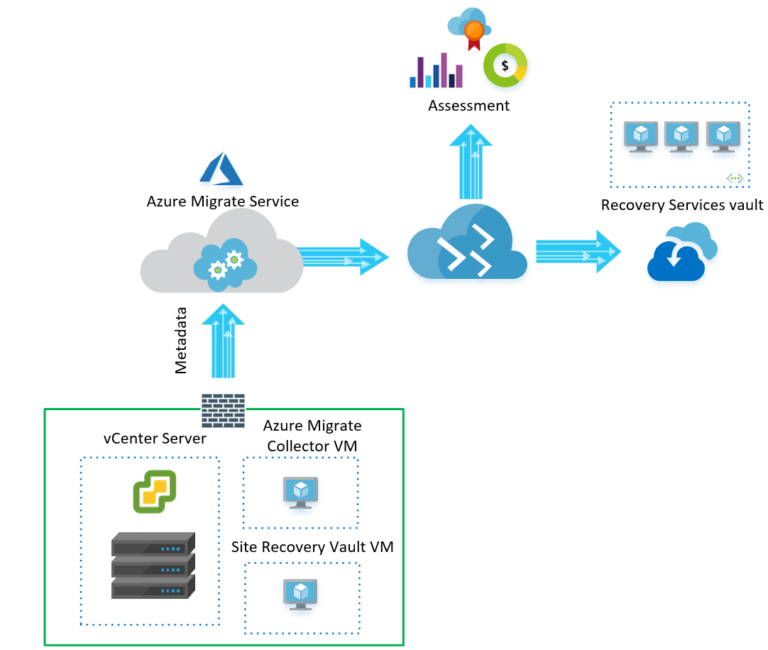 $
Assessment
Azure Migrate Service
Recovery Services vault
Metadata
vCenter Server
Azure Migrate
Collector VM
Site Recovery Vault VM